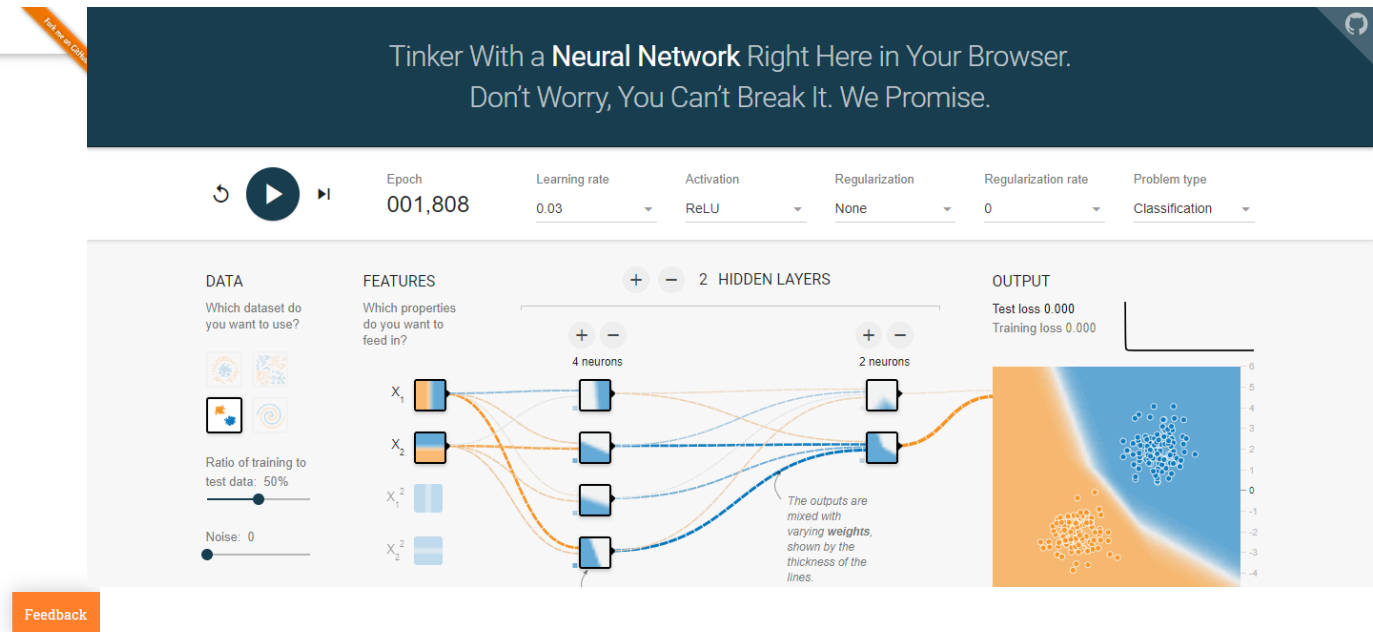 Fork me on GitHub
Tinker With a Neural Network Right Here in Your Browser.
Don't Worry, You Can't Break It. We Promise.
Epoch
001,808
Learning rate
0.03
Activation
ReLU
Regularization
None
Regularization rate
0
Problem type
Classification
DATA
Which dataset do
you want to use?
Ratio of training to
test data: 50%
Noise: 0
FEATURES
Which properties
do you want to
feed in?
X1
X2
X1 2
X2 2
+ − 2 HIDDEN LAYERS
+ −
4 neurons
+ −
2 neurons
The outputs are
mixed with
varying weights,
shown by the
thickness of the
lines.
OUTPUT
Test loss 0.000
Training loss 0.000
6
5
4
3
2
1
0
-1
-2
-3
-4
Feedback